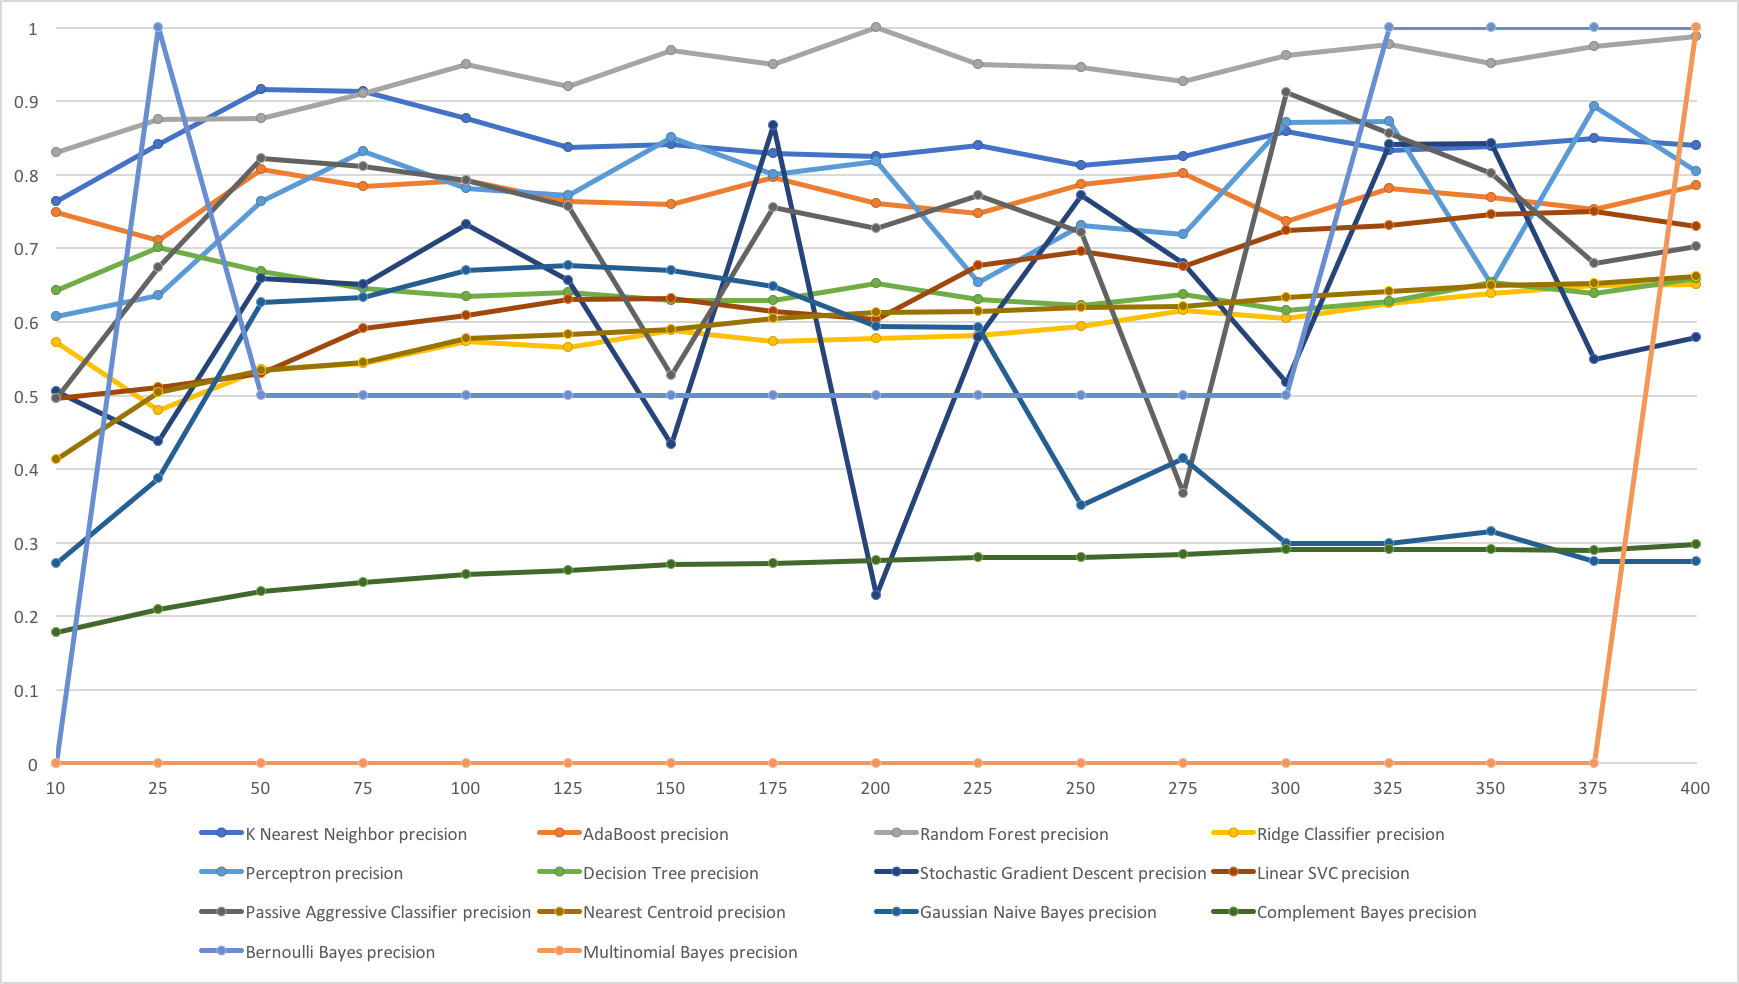 1
0.9
0.8
0.7
0.6
0.5
0.4
0.3
0.2
0.1
0
10 25 50 75 100 125 150 175 200 225 250 275 300 325 350 375 400
K Nearest Neighbor precision AdaBoost precision Random Forest precision Ridge Classifier precision
Perceptron precision Decision Tree precision Stochastic Gradient Descent precision Linear SVC precision
Passive Aggressive Classifier precision Nearest Centroid precision Gaussian Naive Bayes precision Complement Bayes precision
Bernoulli Bayes precision Multinomial Bayes precision